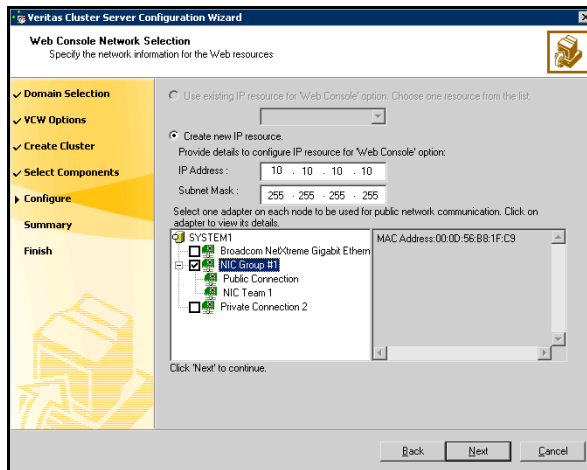 Veritas Cluster Server Configuration Wizard
Web Console Network Selection
Specify the network information for the Web resources
Domain Selection
VCW Options
Create Cluster
Select Components
Configure
Summary
Finish
Use existing IP resource for 'Web Console' option. Choose one resource from the list.
Create new IP resource.
Provide details to configure IP resource for 'Web Console' option:
IP Address : 10 . 10 . 10 . 10
Subnet Mask : 255 . 255 . 255 . 255
Select one adapter on each node to be used for public network communication. Click on
adapter to view its details.
SYSTEM1
Broadcom NetXtreme Gigabit Ethern
NIC Group #1
Public Connection
NIC Team 1
Private Connection 2
MAC Address:00:0D:56:B8:1F:C9
Click 'Next' to continue.
Back Next Cancel